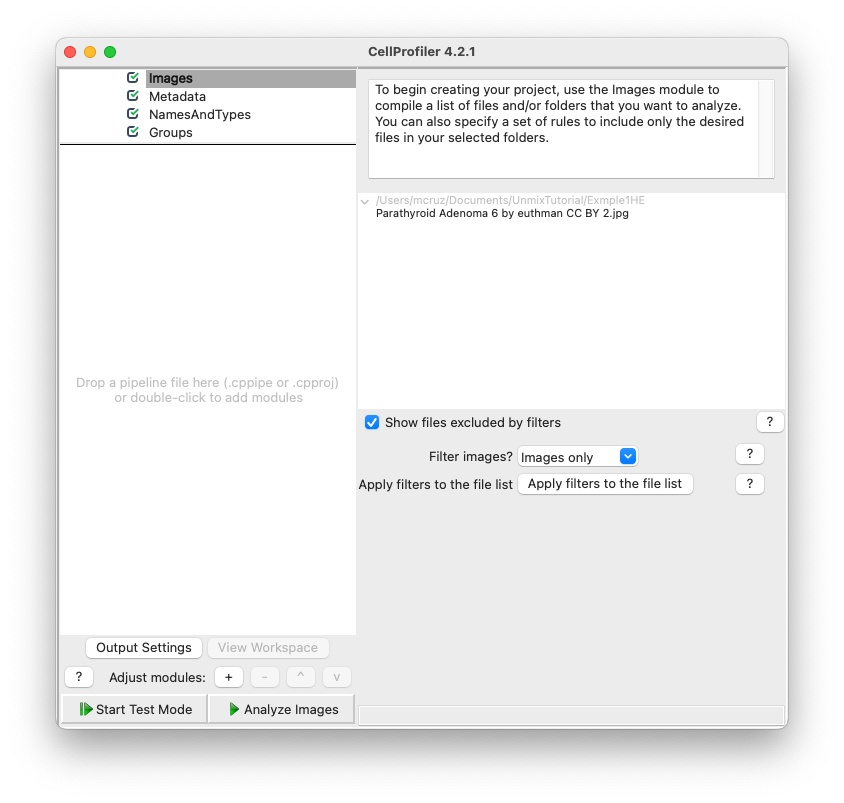 CellProfiler 4.2.1
Images
Metadata
NamesAndTypes
Groups
Drop a pipeline file here (.cppipe or .cpproj)
or double-click to add modules
Output Settings View Workspace
? Adjust modules: + - ^ v
Start Test Mode Analyze Images
To begin creating your project, use the Images module to
compile a list of files and/or folders that you want to analyze.
You can also specify a set of rules to include only the desired
files in your selected folders.
/Users/mcruz/Documents/UnmixTutorial/Exmple1HE
Parathyroid Adenoma 6 by euthman CC BY 2.jpg
Show files excluded by filters ?
Filter images? Images only ?
Apply filters to the file list Apply filters to the file list ?